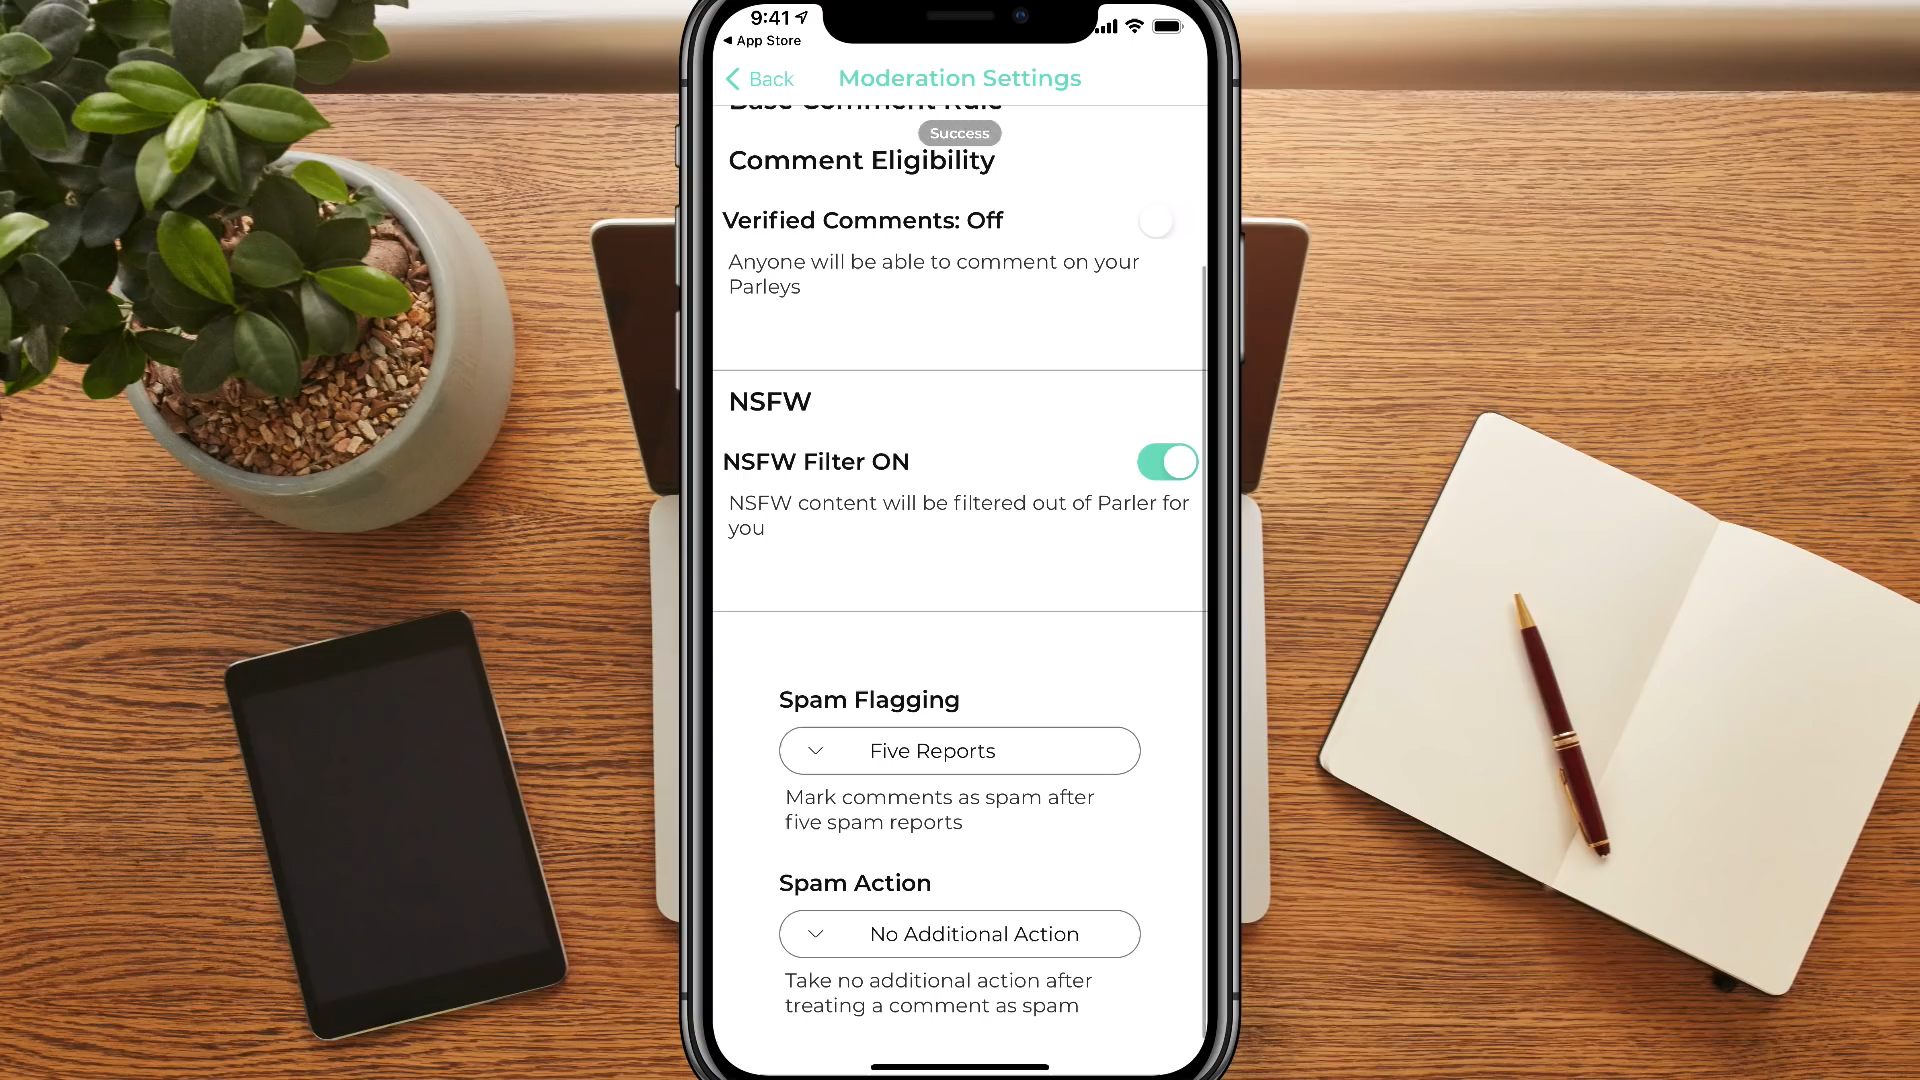 9:41
App Store
Back
Moderation Settings
Base Comment Rule
Success
Comment Eligibility
Verified Comments: Off
Anyone will be able to comment on your
Parleys
NSFW
NSFW Filter ON
NSFW content will be filtered out of Parler for
you
Spam Flagging
Five Reports
Mark comments as spam after
five spam reports
Spam Action
No Additional Action
Take no additional action after
treating a comment as spam